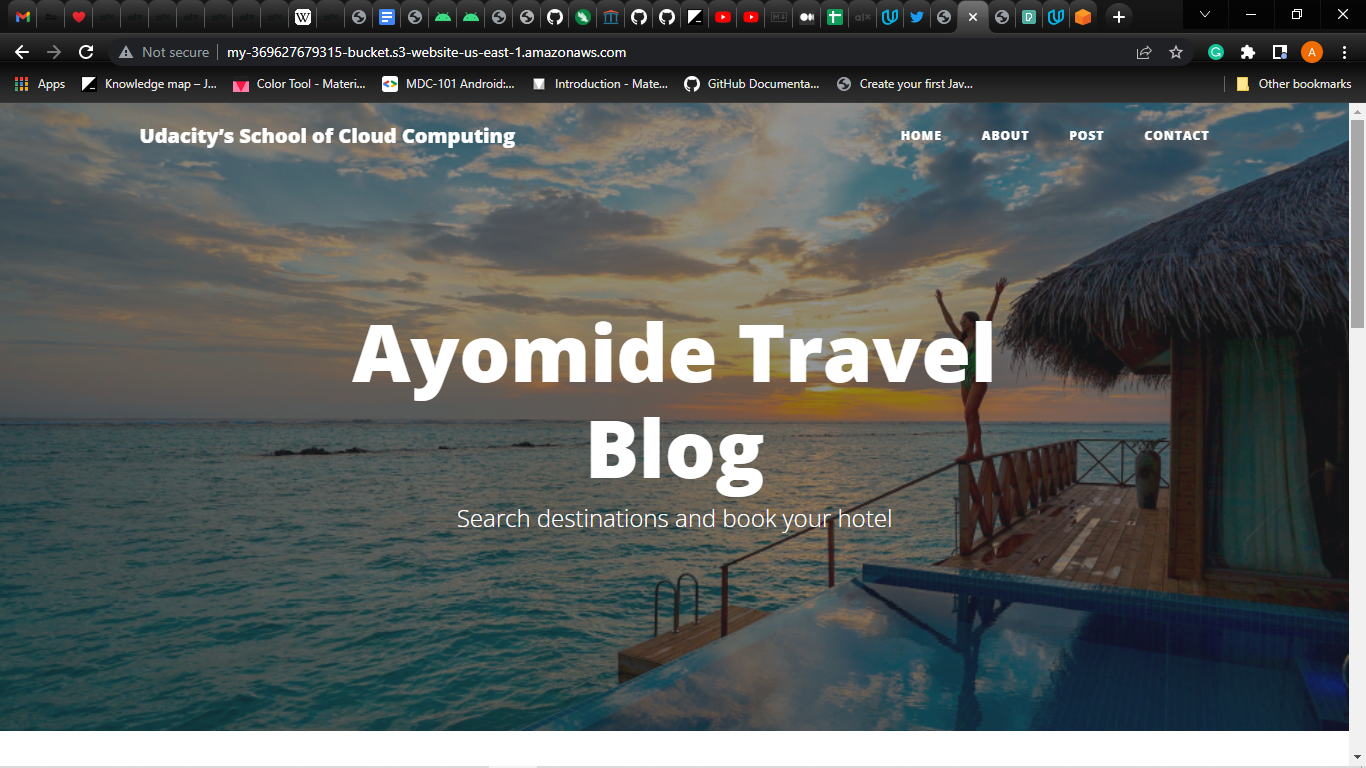 Not secure
my-369627679315-bucket.s3-website-us-east-1.amazonaws.com
A
Apps
Knowledge map – J...
Color Tool - Materi...
MDC-101 Android:...
Introduction - Mate...
GitHub Documenta...
Create your first Jav...
Other bookmarks
Udacity’s School of Cloud Computing
HOME
ABOUT
POST
CONTACT
Ayomide Travel
Blog
Search destinations and book your hotel